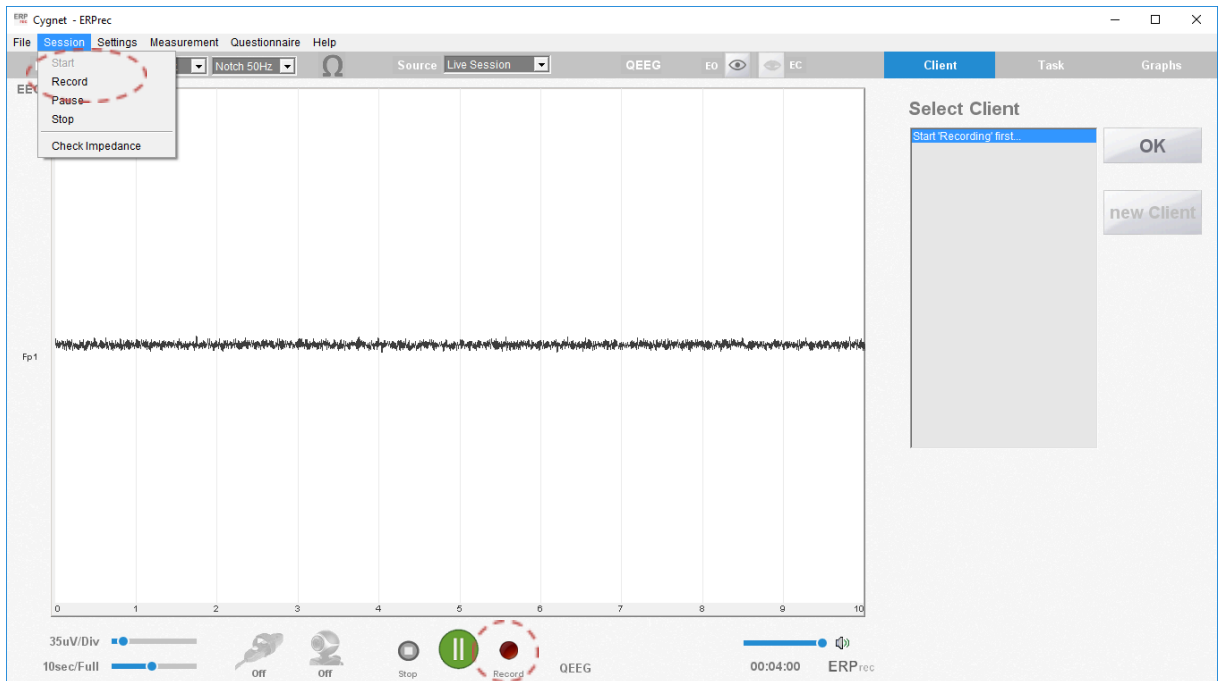 ERP rec Cygnet - ERPrec
File Session Settings Measurement Questionnaire Help
Start
Record
Pause
Stop
Check Impedance
Notch 50Hz Ω Source Live Session QEEG EO EC Client Task Graphs
Select Client
Start 'Recording' first...
OK
new Client
Fp1
0 1 2 3 4 5 6 7 8 9 10
35uV/Div
10sec/Full
Off Off Stop Record QEEG 00:04:00 ERPrec